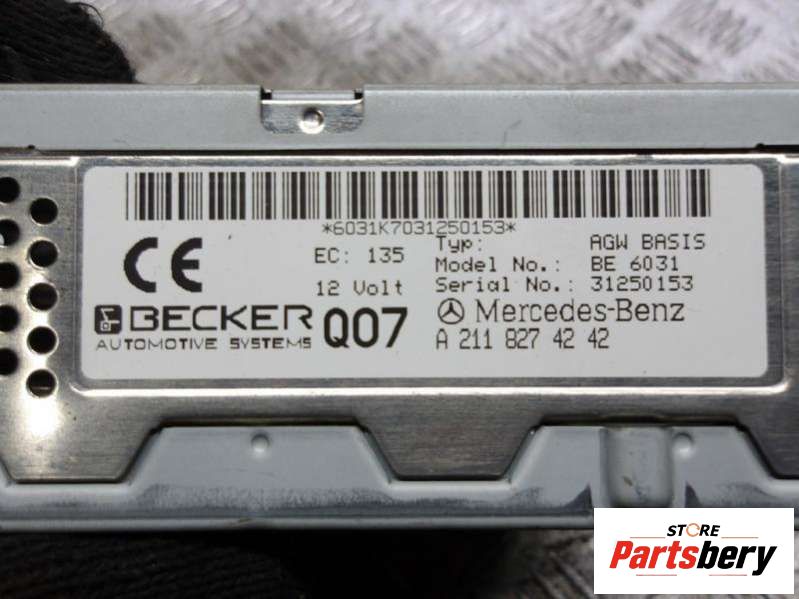 *6031K7031250153*
CE
EC: 135
12 Volt
Typ: AGW BASIS
Model No.: BE 6031
Serial No.: 31250153
BECKER
AUTOMOTIVE SYSTEMS
Q07
Mercedes-Benz
A 211 827 42 42
STORE
Partsbery